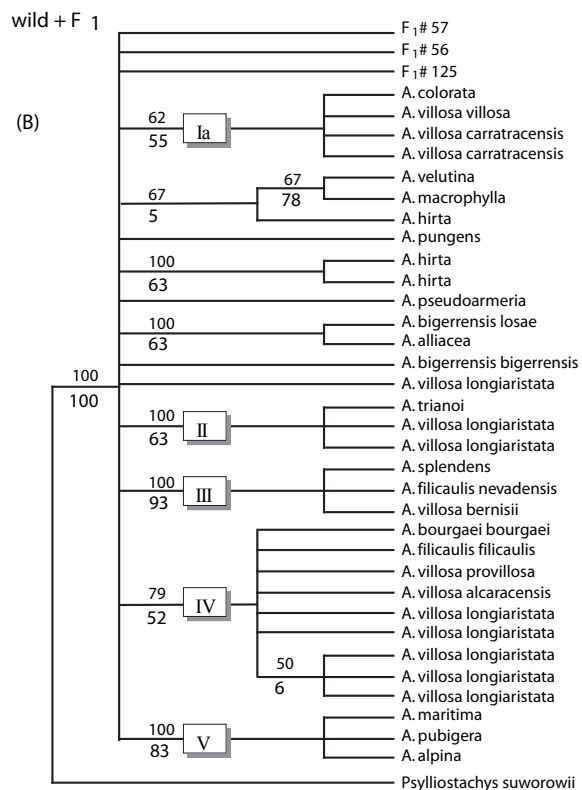 wild + F 1
F1# 57
F1# 56
F1# 125
(B)
A. colorata
62
Ia
55
A. villosa villosa
A. villosa carratracensis
A. villosa carratracensis
67
67
A. velutina
5
78
A. macrophylla
A. hirta
A. pungens
100
63
A. hirta
A. hirta
A. pseudoarmeria
100
63
A. bigerrensis losae
A. alliacea
A. bigerrensis bigerrensis
100
100
A. villosa longiaristata
100
II
63
A. trianoi
A. villosa longiaristata
A. villosa longiaristata
100
III
93
A. splendens
A. filicaulis nevadensis
A. villosa bernisii
A. bourgaei bourgaei
A. filicaulis filicaulis
79
IV
52
A. villosa provillosa
A. villosa alcaracensis
A. villosa longiaristata
A. villosa longiaristata
50
6
A. villosa longiaristata
A. villosa longiaristata
A. villosa longiaristata
100
V
83
A. maritima
A. pubigera
A. alpina
Psylliostachys suworowii